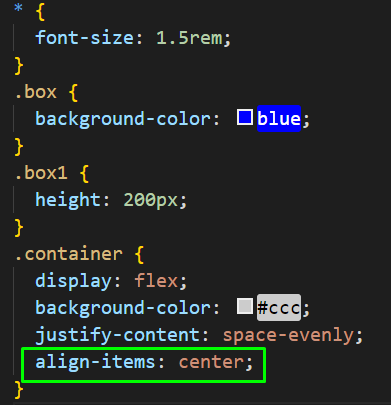 * {
font-size: 1.5rem;
}
.box {
background-color: blue;
}
.box1 {
height: 200px;
}
.container {
display: flex;
background-color: #ccc;
justify-content: space-evenly;
align-items: center;
}